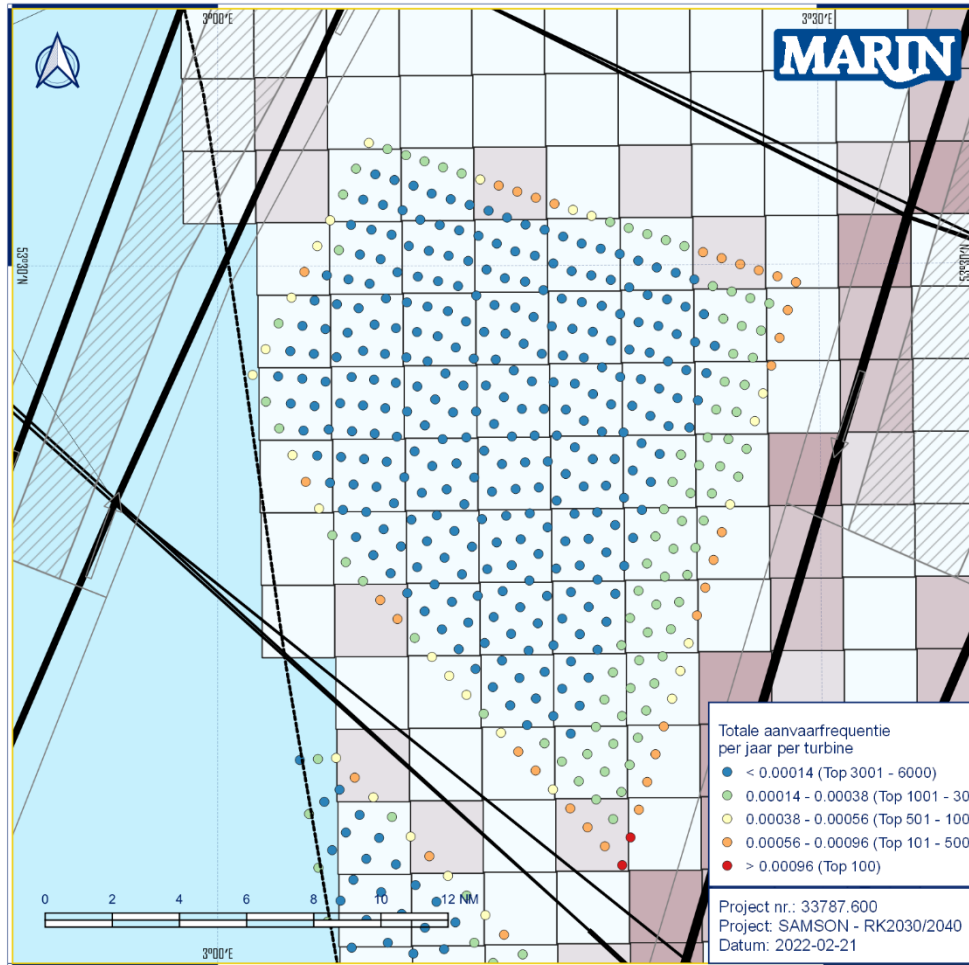 3°00'E
3°30'E
MARIN
53°30'N
53°30'N
Totale aanvaarfrequentie
per jaar per turbine
< 0.00014 (Top 3001 - 6000)
0.00014 - 0.00038 (Top 1001 - 30
0.00038 - 0.00056 (Top 501 - 100
0.00056 - 0.00096 (Top 101 - 500
> 0.00096 (Top 100)
0 2 4 6 8 10 12 NM
Project nr.: 33787.600
Project: SAMSON - RK2030/2040
Datum: 2022-02-21
3°00'E
3°30'E